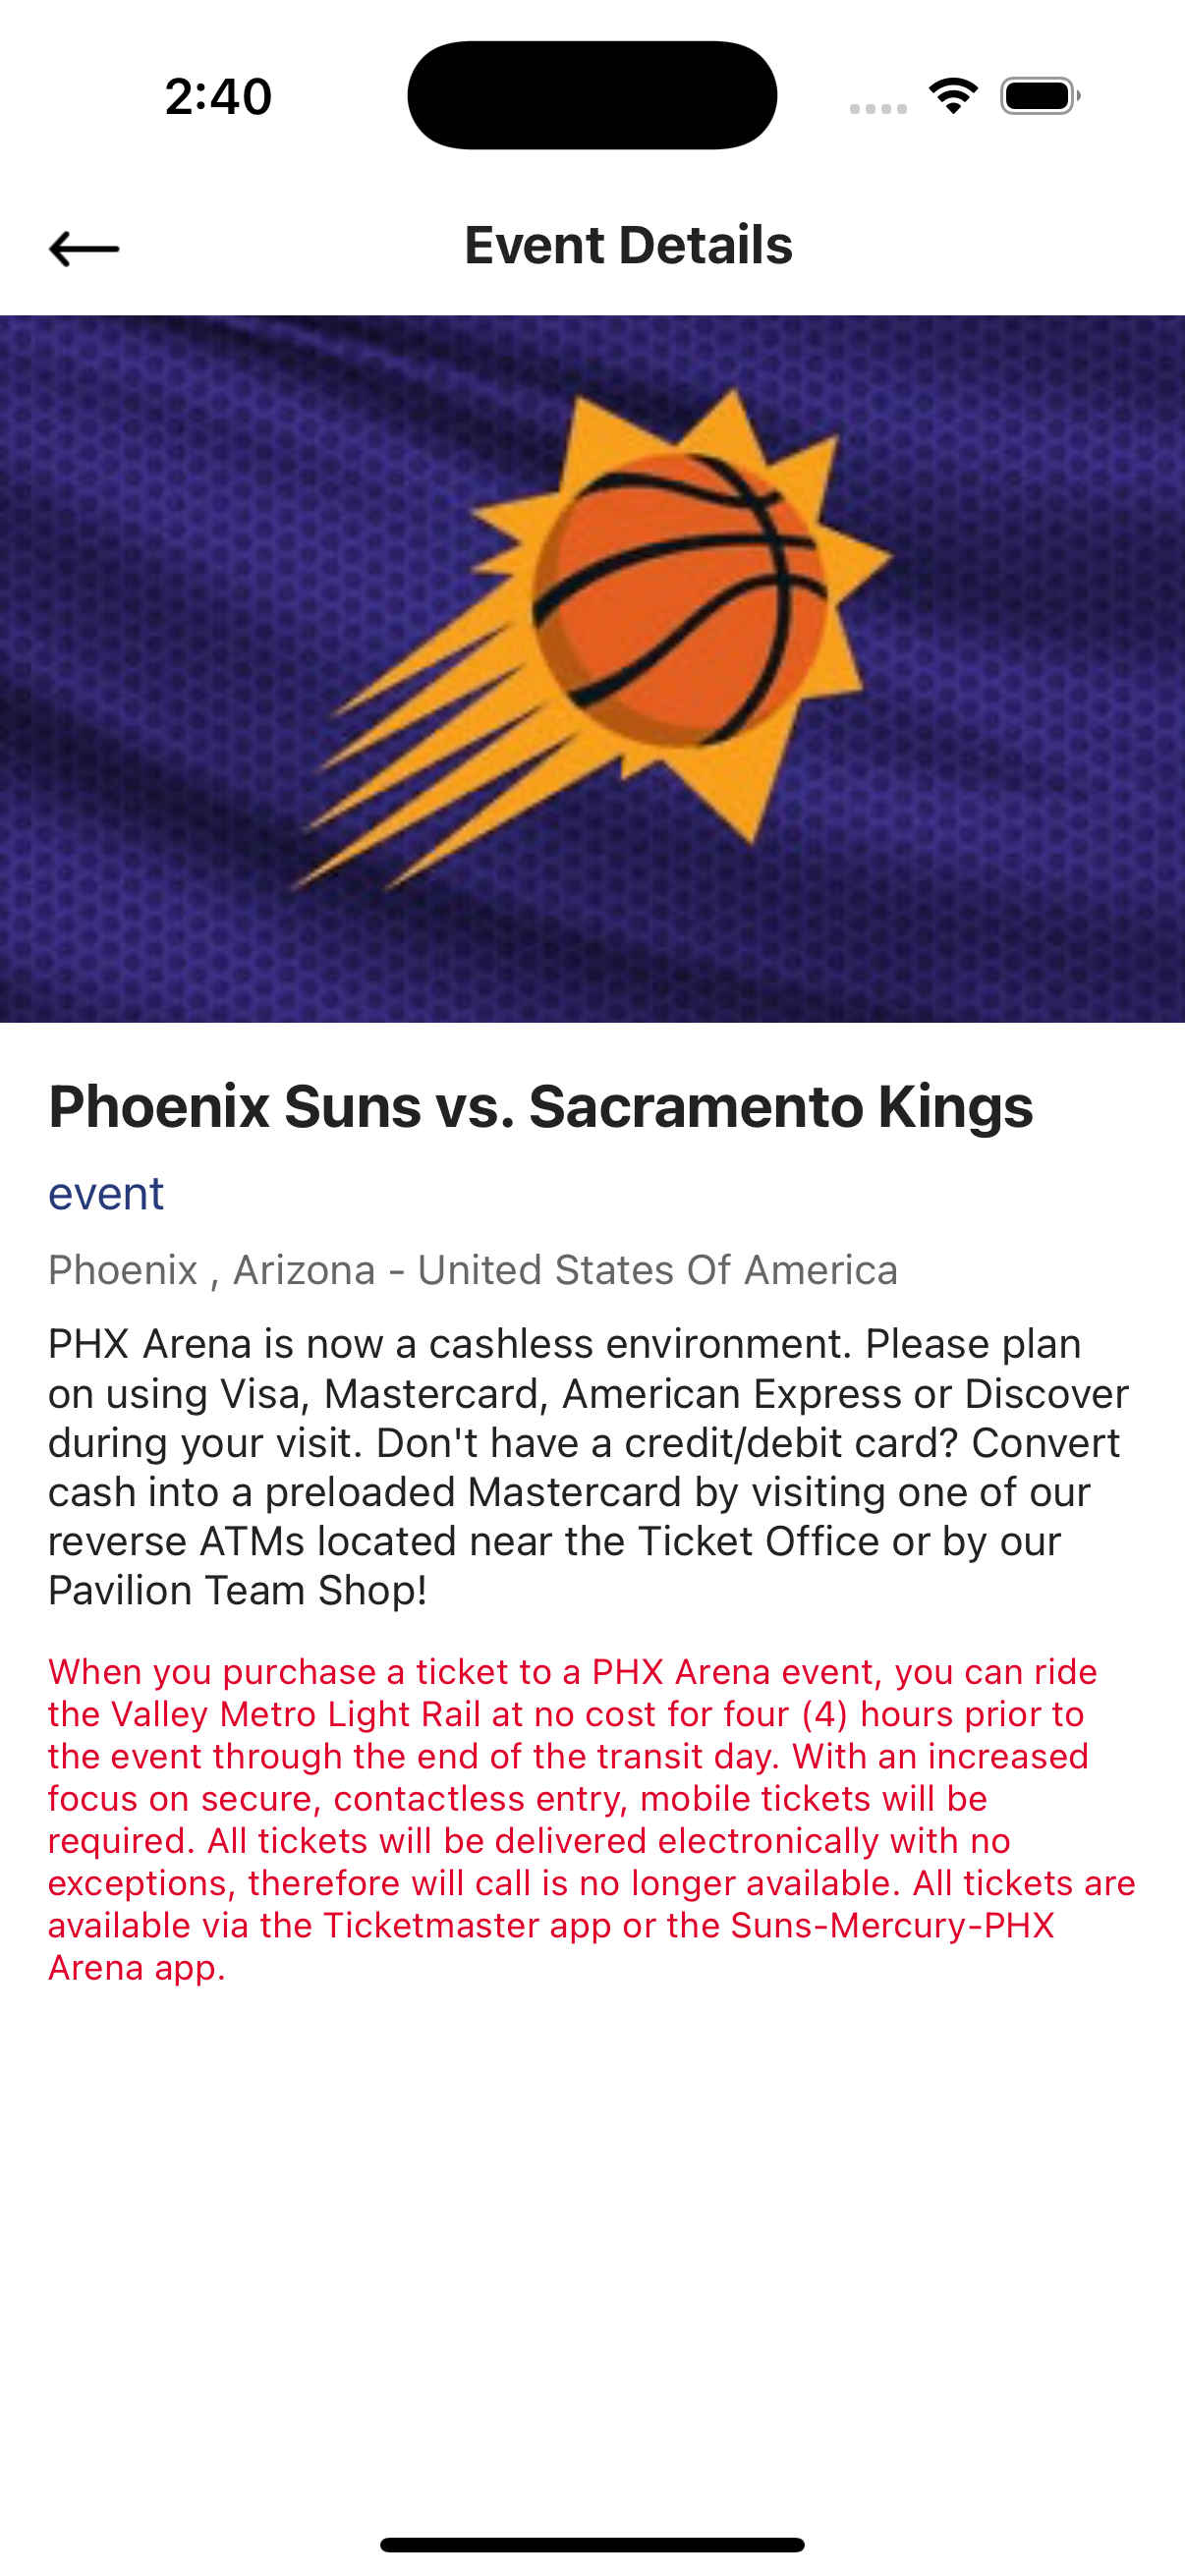 2:40
Event Details
Phoenix Suns vs. Sacramento Kings
event
Phoenix , Arizona - United States Of America
PHX Arena is now a cashless environment. Please plan
on using Visa, Mastercard, American Express or Discover
during your visit. Don't have a credit/debit card? Convert
cash into a preloaded Mastercard by visiting one of our
reverse ATMs located near the Ticket Office or by our
Pavilion Team Shop!
When you purchase a ticket to a PHX Arena event, you can ride
the Valley Metro Light Rail at no cost for four (4) hours prior to
the event through the end of the transit day. With an increased
focus on secure, contactless entry, mobile tickets will be
required. All tickets will be delivered electronically with no
exceptions, therefore will call is no longer available. All tickets are
available via the Ticketmaster app or the Suns-Mercury-PHX
Arena app.